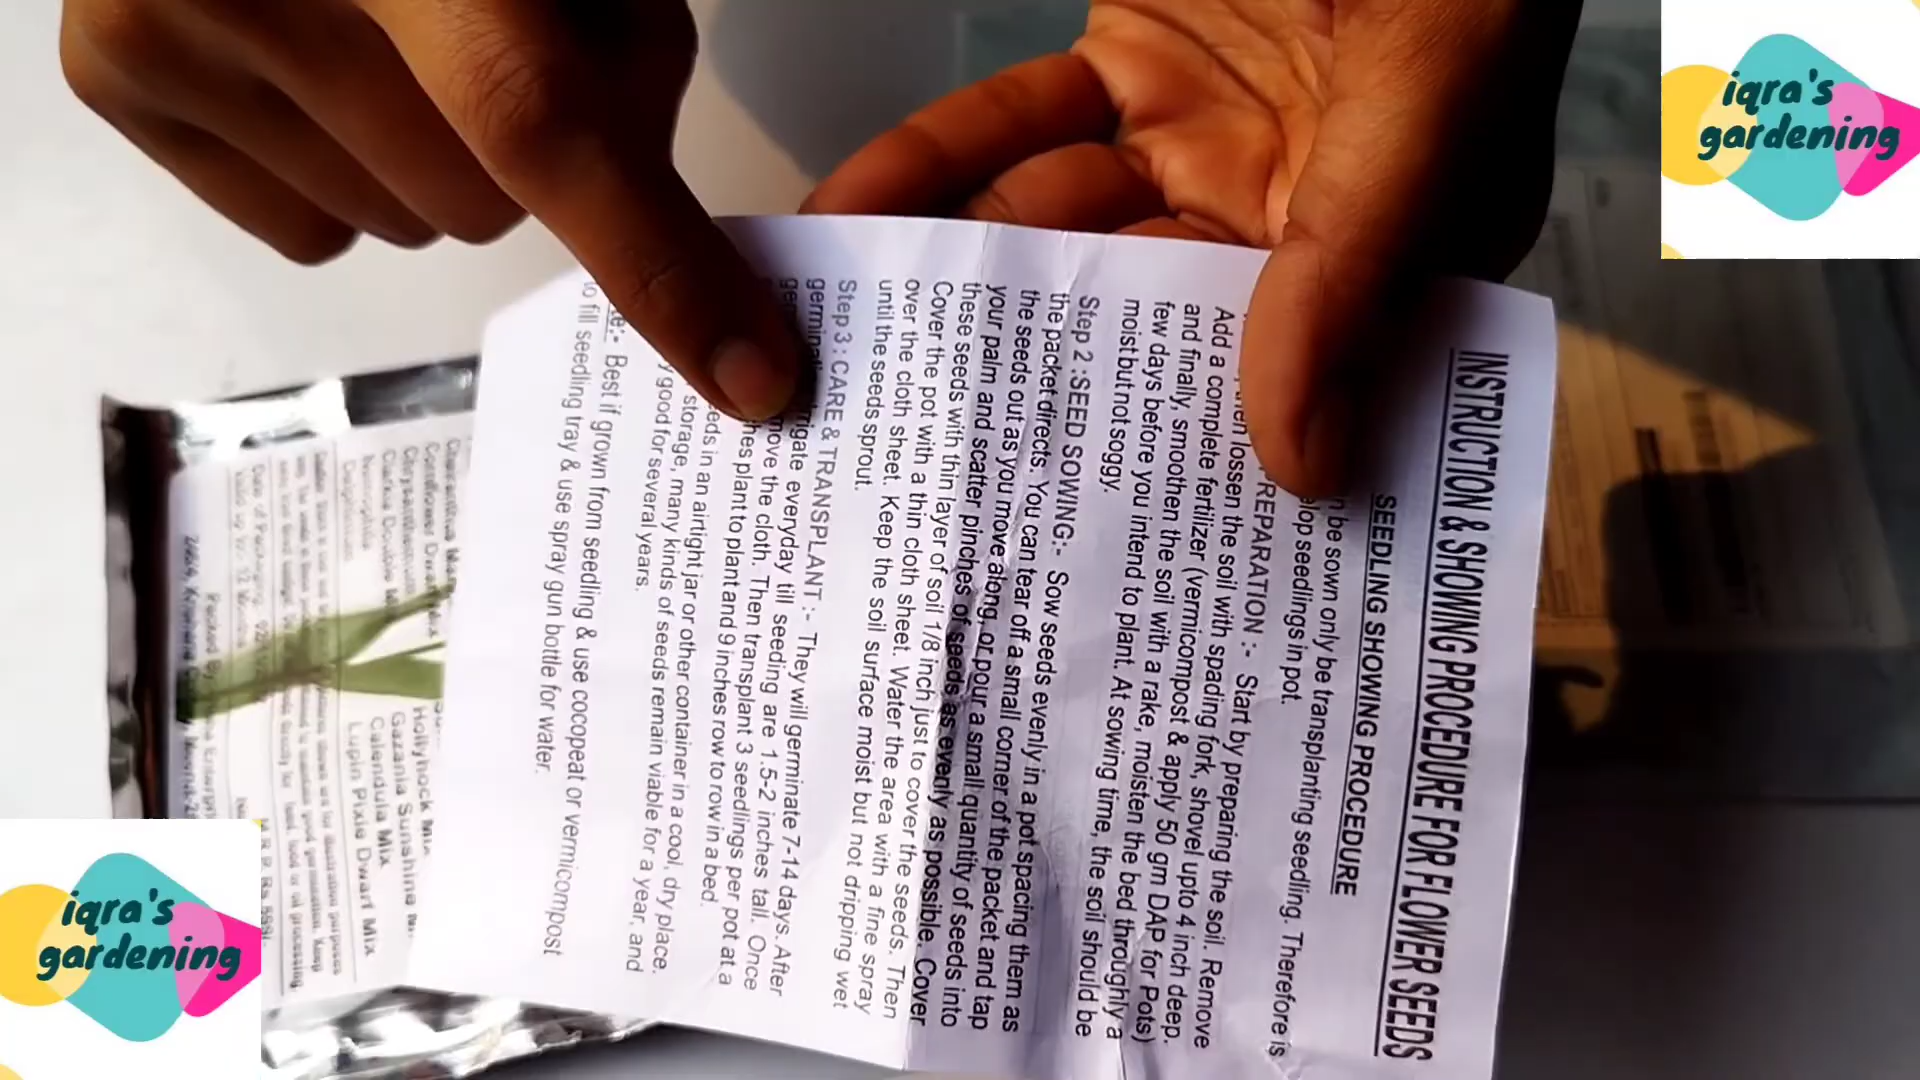 INSTRUCTION & SHOWING PROCEDURE FOR FLOWER SEEDS
SEEDLING SHOWING PROCEDURE
be sown only be transplanting seedling. Therefore is
seedlings in pot.
REPARATION :- Start by preparing the soil. Remove
lossen the soil with spading fork, shovel upto 4 inch deep.
Add a complete fertilizer (vermicompost & apply 50 gm DAP for Pots)
and finally, smoothen the soil with a rake, moisten the bed throughly a
few days before you intend to plant. At sowing time, the soil should be
moist but not soggy.
Step 2 :SEED SOWING:- Sow seeds evenly in a pot spacing them as
the packet directs. You can tear off a small corner of the packet and tap
the seeds out as you move along, or pour a small quantity of seeds into
your palm and scatter pinches of seeds as evenly as possible. Cover
these seeds with thin layer of soil 1/8 inch just to cover the seeds. Then
Cover the pot with a thin cloth sheet. Water the area with a fine spray
over the cloth sheet. Keep the soil surface moist but not dripping wet
until the seeds sprout.
Step 3 : CARE & TRANSPLANT :- They will germinate 7-14 days. After
irrigate everyday till seeding are 1.5-2 inches tall. Once
move the cloth. Then transplant 3 seedlings per pot at a
plant to plant and 9 inches row to row in a bed.
in an airtight jar or other container in a cool, dry place.
storage, many kinds of seeds remain viable for a year, and
good for several years.
Best if grown from seedling & use cocopeat or vermicompost
to fill seedling tray & use spray gun bottle for water.
Hollyhock Mix
Gazania Sunshine
Calendula Mix
Lupin Pixie Dwarf Mix
Packed By
iqra's
gardening
iqra's
gardening